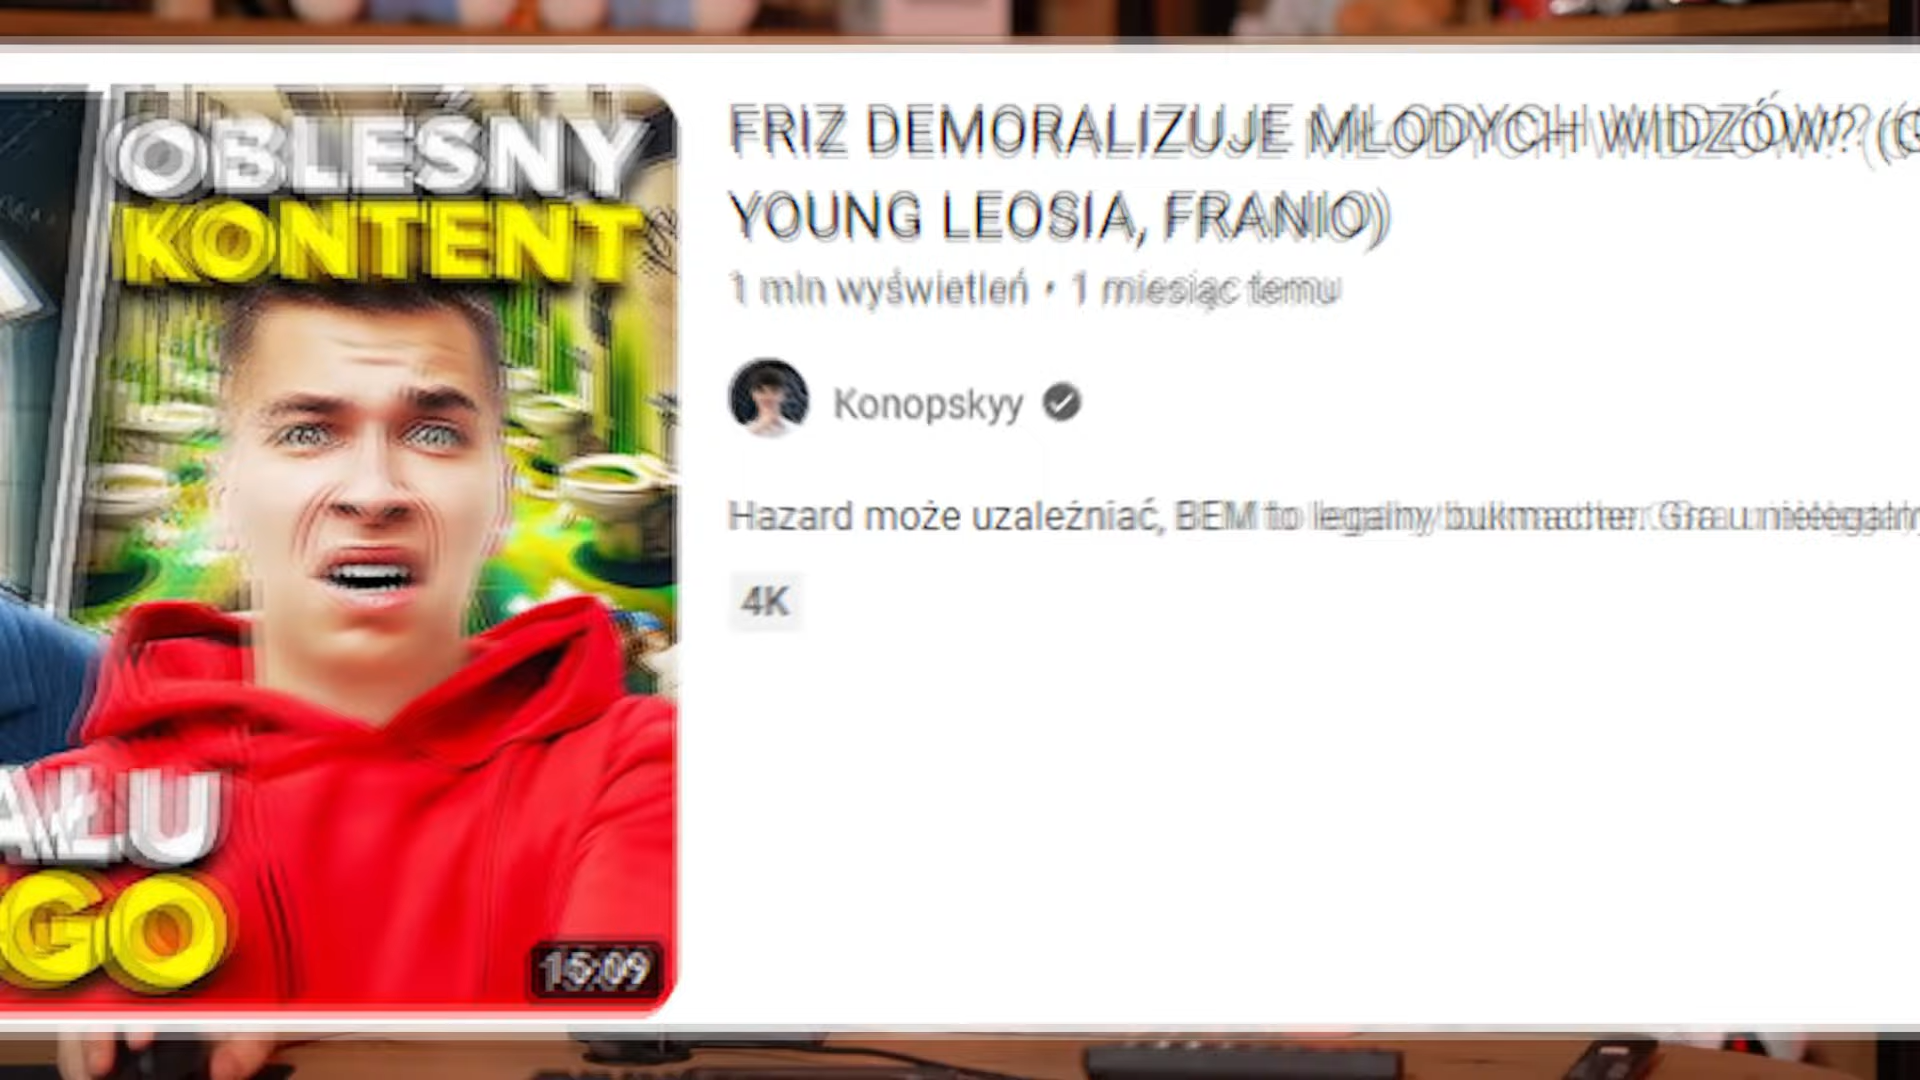 OBLEŚNY
KONTENT
AŁU
GO
15:09
FRIZ DEMORALIZUJE MŁODYCH WIDZÓW? (G
YOUNG LEOSIA, FRANIO)
1 mln wyświetleń • 1 miesiąc temu
Konopskyy
Hazard może uzależniać, BEM to legalny bukmacher. Gra u
4K